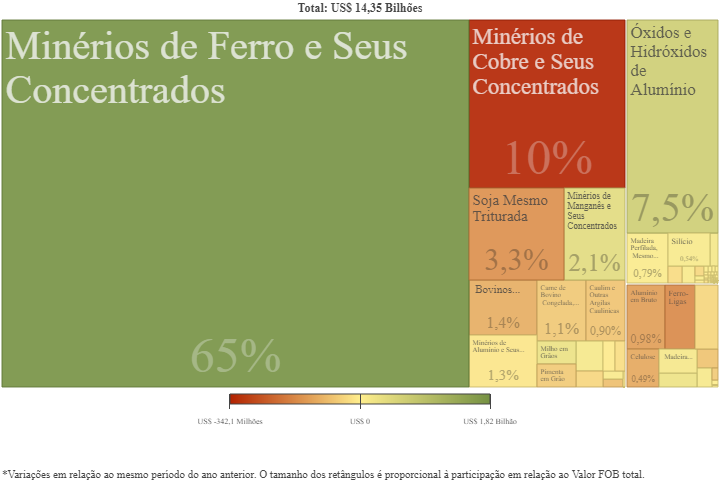 Total: US$ 14,35 Bilhões
Minérios de Ferro e Seus
Concentrados
65%
Minérios de
Cobre e Seus
Concentrados
10%
Óxidos e
Hidróxidos
de
Alumínio
7,5%
Soja Mesmo
Triturada
3,3%
Minérios de
Manganês e
Seus
Concentrados
2,1%
Madeira
Perfilada,
Mesmo...
0,79%
Silício
0,54%
Bovinos...
1,4%
Carne de
Bovino
Congelada,...
1,1%
Caulim e
Outras
Argilas
Caulínicas
0,90%
Alumínio
em Bruto
0,98%
Ferro-
Ligas
Minérios de
Alumínio e Seus...
1,3%
Milho em
Grãos
Pimenta
em Grão
Celulose
0,49%
Madeira...
US$ -342,1 Milhões
US$ 0
US$ 1,82 Bilhão
*Variações em relação ao mesmo período do ano anterior. O tamanho dos retângulos é proporcional à participação em relação ao Valor FOB total.